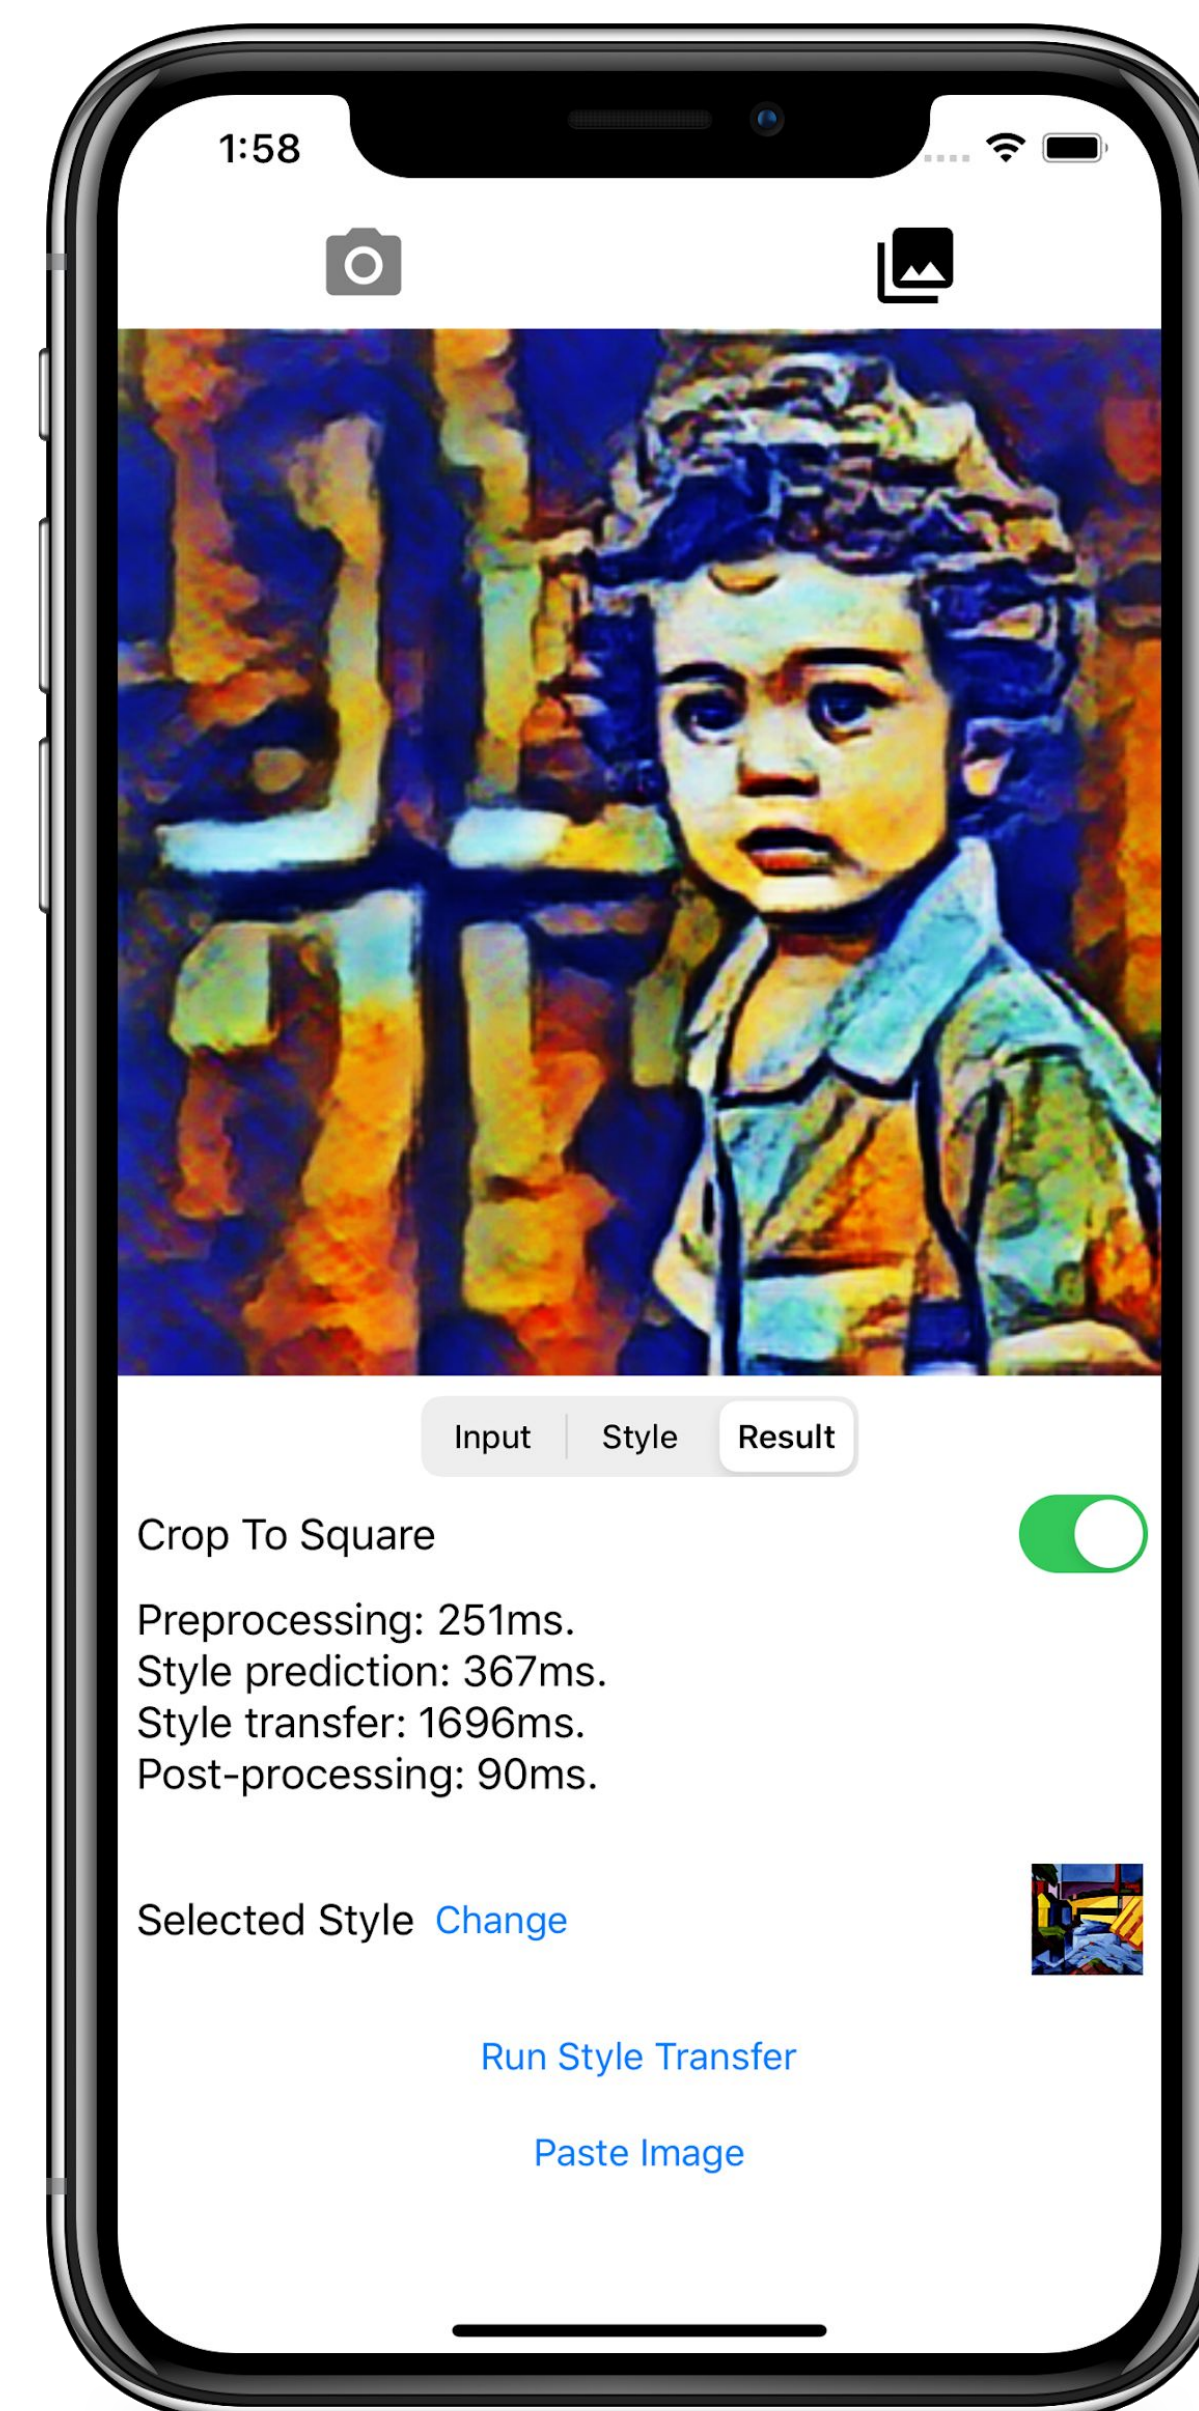 1:58
Input Style Result
Crop To Square
Preprocessing: 251ms.
Style prediction: 367ms.
Style transfer: 1696ms.
Post-processing: 90ms.
Selected Style Change
Run Style Transfer
Paste Image